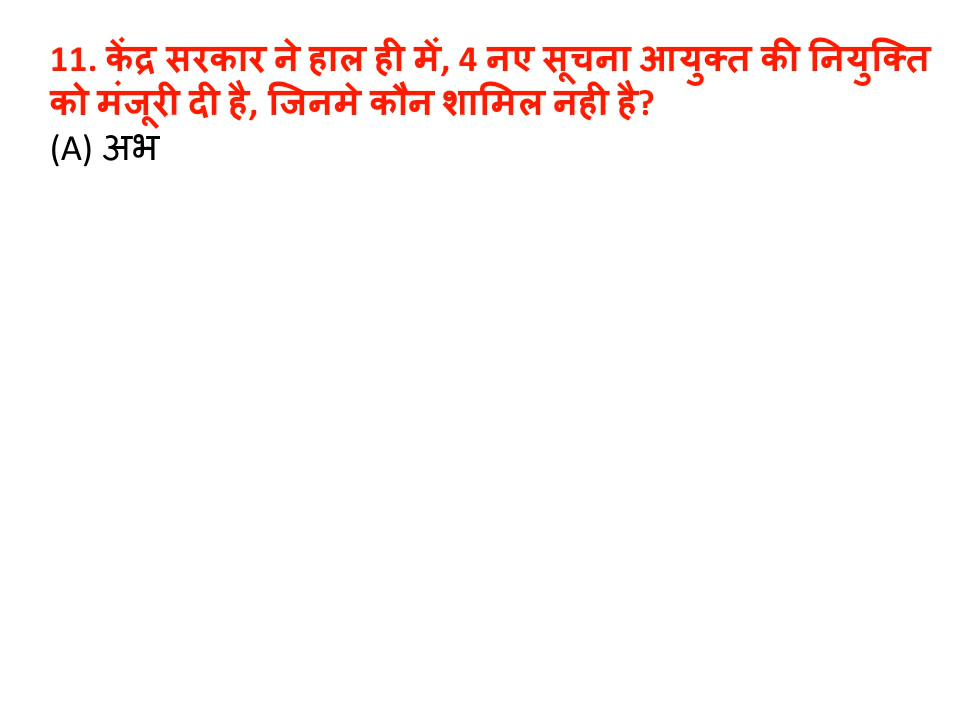 11. केंद्र सरकार ने हाल ही में, 4 नए सूचना आयुक्त की नियुक्ति
को मंजूरी दी है, जिनमे कौन शामिल नही है?
(A) अभ